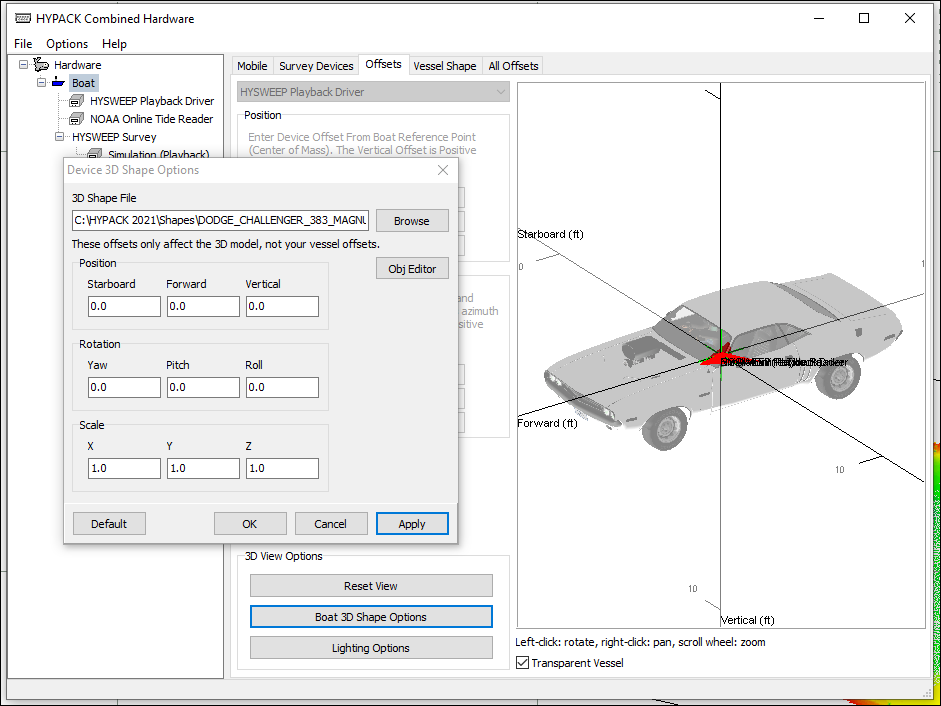 HYPACK Combined Hardware
File Options Help
Hardware
Boat
HYSWEEP Playback Driver
NOAA Online Tide Reader
HYSWEEP Survey
Simulation (Playback)
Mobile Survey Devices Offsets Vessel Shape All Offsets
HYSWEEP Playback Driver
Position
Enter Device Offset From Boat Reference Point
(Center of Mass). The Vertical Offset is Positive
and
azimuth
sitive
Device 3D Shape Options
3D Shape File
C:\HYPACK 2021\Shapes\DODGE_CHALLENGER_383_MAGNU
Browse
These offsets only affect the 3D model, not your vessel offsets.
Obj Editor
Position
Starboard Forward Vertical
0.0 0.0 0.0
Rotation
Yaw Pitch Roll
0.0 0.0 0.0
Scale
X Y Z
1.0 1.0 1.0
Default OK Cancel Apply
3D View Options
Reset View
Boat 3D Shape Options
Lighting Options
Starboard (ft)
0
1
Forward (ft)
10
10
Vertical (ft)
Left-click: rotate, right-click: pan, scroll wheel: zoom
Transparent Vessel